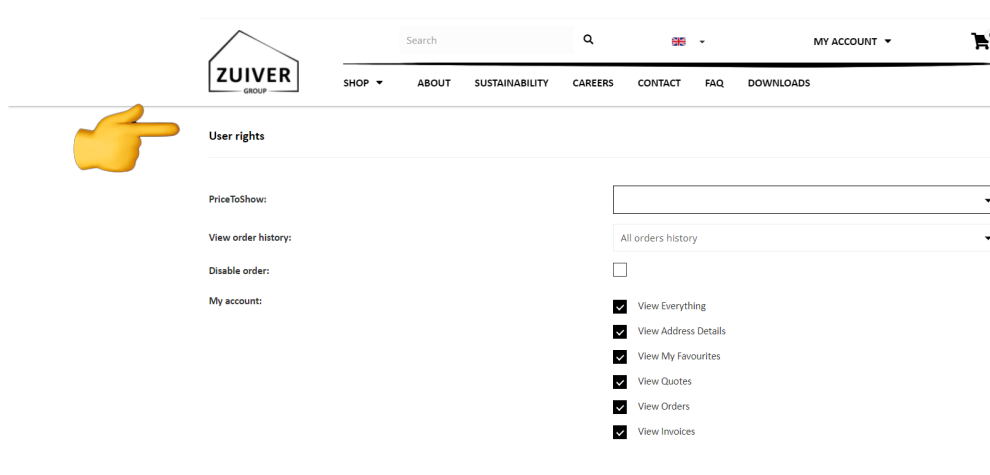 Search
MY ACCOUNT
ZUIVER
GROUP
SHOP ABOUT SUSTAINABILITY CAREERS CONTACT FAQ DOWNLOADS
User rights
PriceToShow:
View order history: All orders history
Disable order:
My account:
View Everything
View Address Details
View My Favourites
View Quotes
View Orders
View Invoices